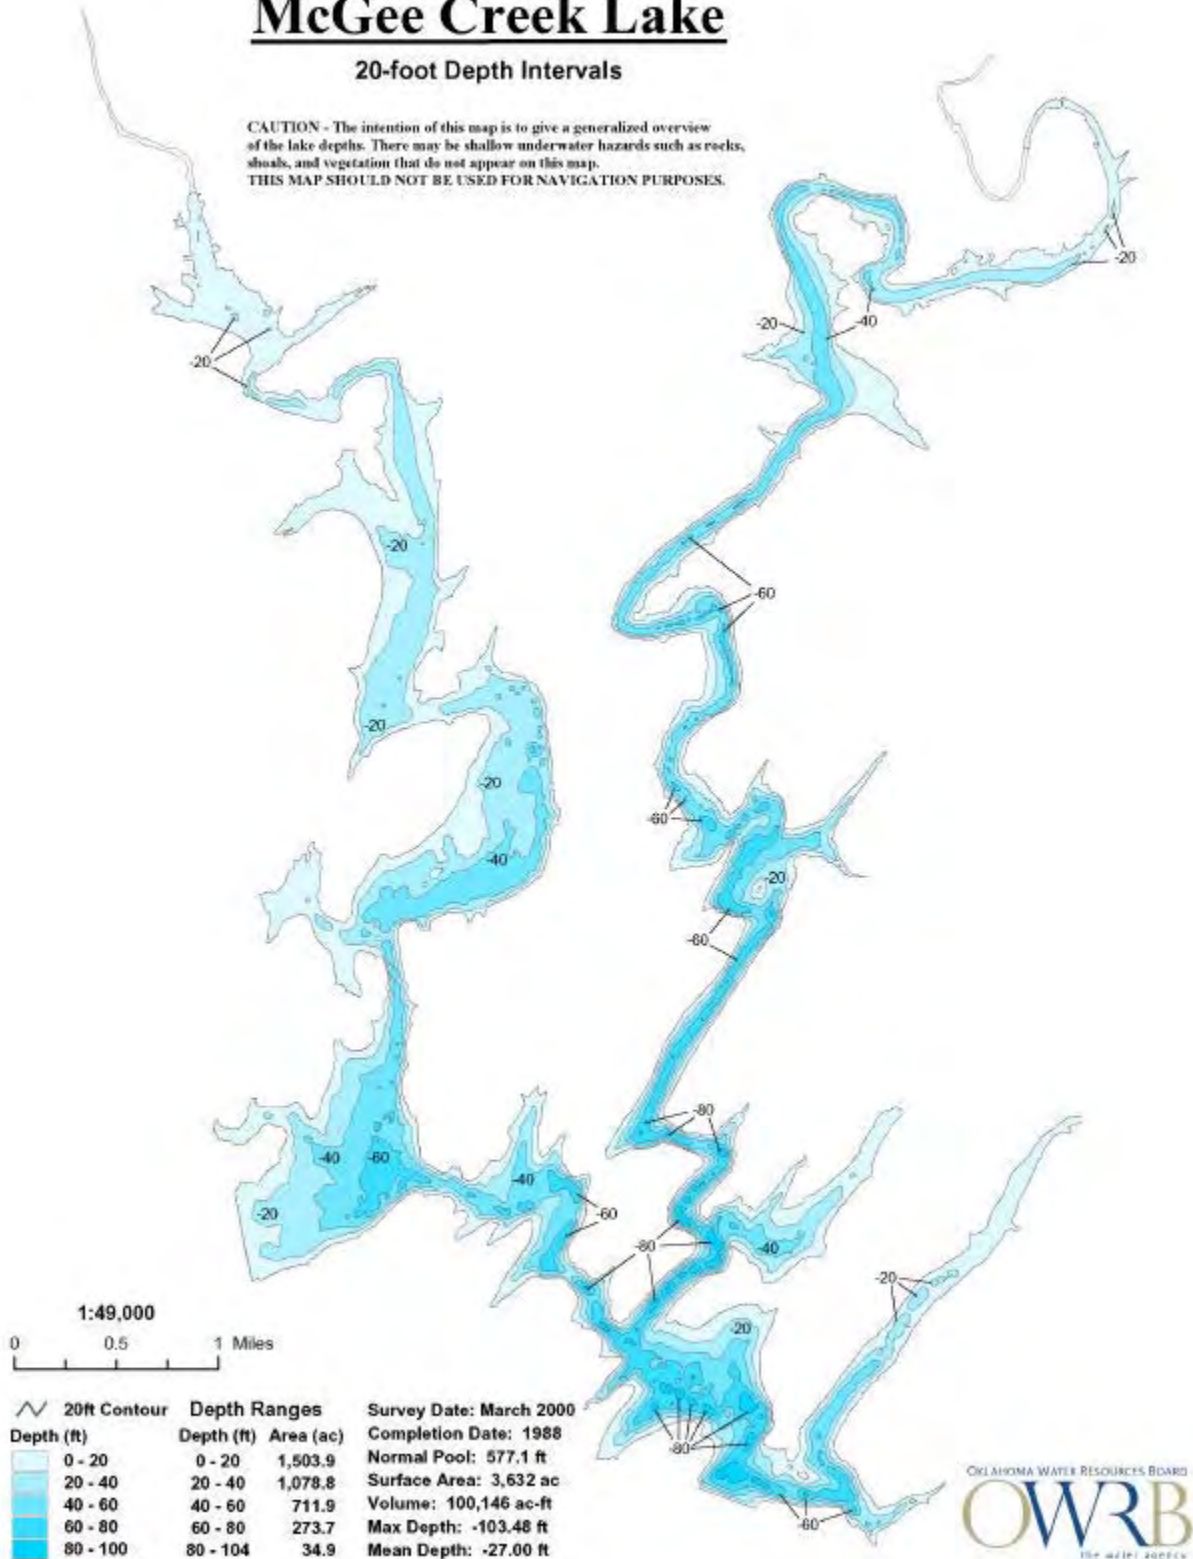 McGee Creek Lake
20-foot Depth Intervals
CAUTION - The intention of this map is to give a generalized overview
of the lake depths. There may be shallow underwater hazards such as rocks,
shoals, and vegetation that do not appear on this map.
THIS MAP SHOULD NOT BE USED FOR NAVIGATION PURPOSES.
-20
-20
-40
-20
-20
-60
-20
-20
-60
-40
-20
-60
-80
-40
-60
-40
-20
-60
-80
-40
-20
-20
-80
-60
1:49,000
0 0.5 1 Miles
20ft Contour
Depth (ft)
0 - 20
20 - 40
40 - 60
60 - 80
80 - 100
Depth Ranges
Depth (ft) Area (ac)
0 - 20 1,503.9
20 - 40 1,078.8
40 - 60 711.9
60 - 80 273.7
80 - 104 34.9
Survey Date: March 2000
Completion Date: 1988
Normal Pool: 577.1 ft
Surface Area: 3,632 ac
Volume: 100,146 ac-ft
Max Depth: -103.48 ft
Mean Depth: -27.00 ft
OKLAHOMA WATER RESOURCES BOARD
OWRB
the water agency